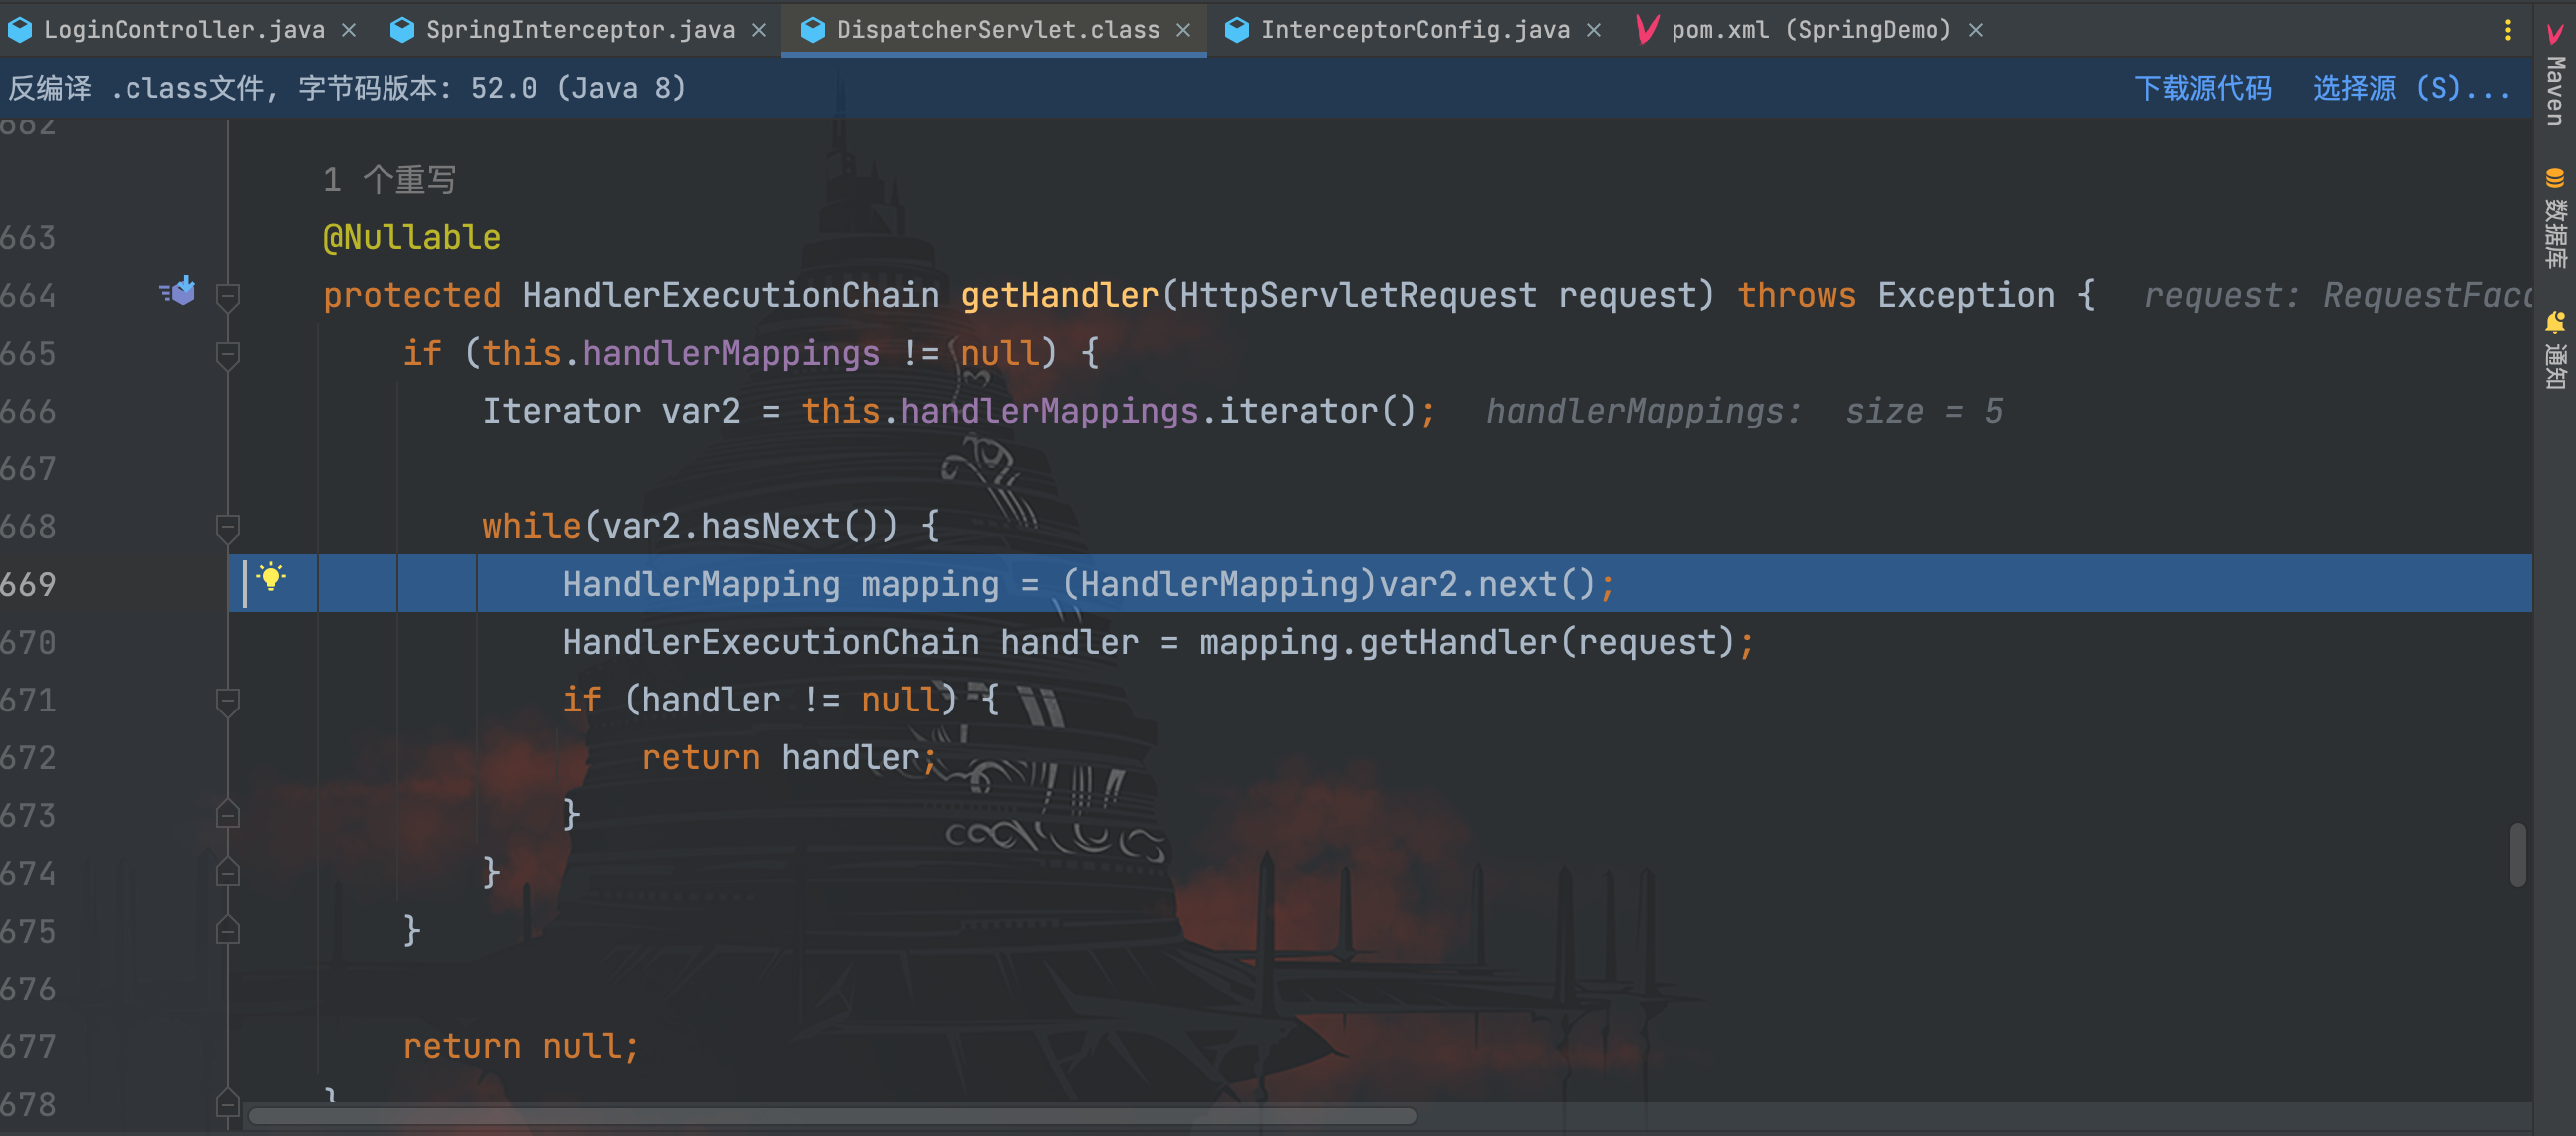 LoginController.java SpringInterceptor.java DispatcherServlet.class InterceptorConfig.java pom.xml (SpringDemo)
反编译 .class文件, 字节码版本: 52.0 (Java 8) 下载源代码 选择源 (S)...
662
1 个重写
663 @Nullable
664 protected HandlerExecutionChain getHandler(HttpServletRequest request) throws Exception { request: RequestFac
665 if (this.handlerMappings != null) {
666 Iterator var2 = this.handlerMappings.iterator(); handlerMappings: size = 5
667
668 while(var2.hasNext()) {
669 HandlerMapping mapping = (HandlerMapping)var2.next();
670 HandlerExecutionChain handler = mapping.getHandler(request);
671 if (handler != null) {
672 return handler;
673 }
674 }
675 }
676
677 return null;
678 }
Maven
数据库
通知